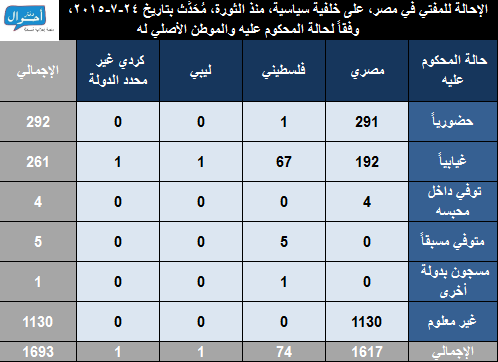 الإحالة للمفتي في مصر، على خلفية سياسية، منذ الثورة، مُحَدَّث بتاريخ ٢٤-٧-٢٠١٥،
وفقاً لحالة المحكوم عليه والموطن الأصلي له
حالة المحكوم عليه مصري فلسطيني ليبي كردي غير محدد الدولة الإجمالي
حضورياً 291 1 0 0 292
غيابياً 192 67 1 1 261
توفي داخل محبسه 4 0 0 0 4
متوفي مسبقاً 0 5 0 0 5
مسجون بدولة أخرى 0 1 0 0 1
غير معلوم 1130 0 0 0 1130
الإجمالي 1617 74 1 1 1693